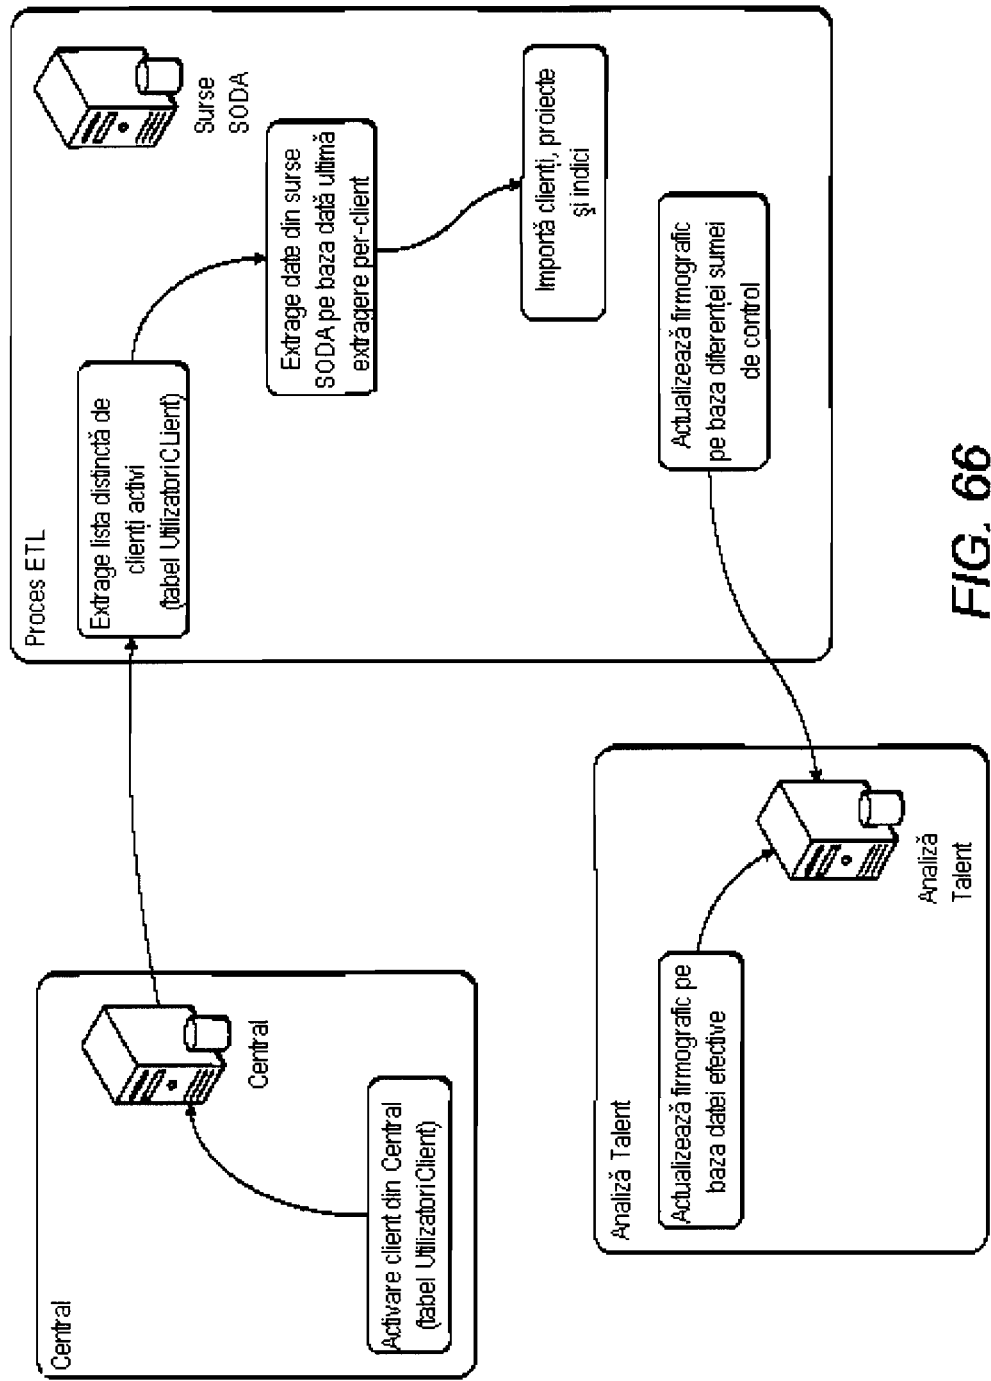 Central
Activare client din Central
(tabel UtilizatoriClient)
Central
Proces ETL
Extrage lista distinctă de
clienți activi
(tabel UtilizatoriCLient)
Extrage date din surse
SODA pe baza dată ultimă
extragere per-client
Surse
SODA
Importă clienți, proiecte
și indici
Actualizează firmografic
pe baza diferenței sumei
de control
Analiză Talent
Actualizează firmografic pe
baza datei efective
Analiză
Talent
FIG. 66